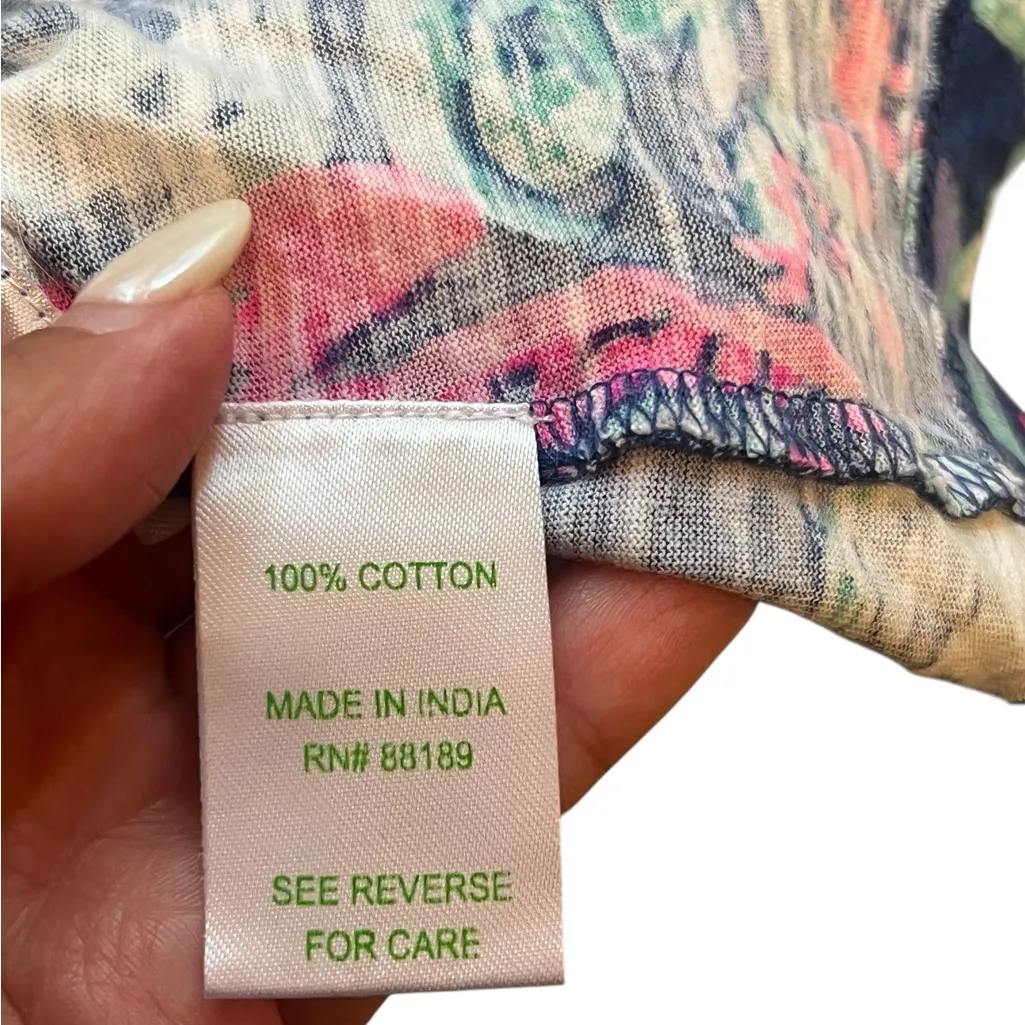 100% COTTON
MADE IN INDIA
RN# 88189
SEE REVERSE
FOR CARE